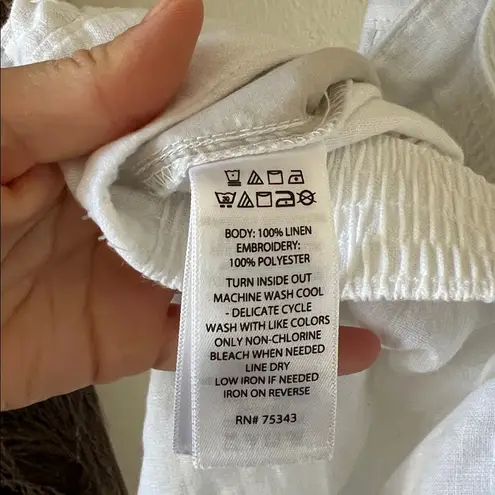 BODY: 100% LINEN
EMBROIDERY:
100% POLYESTER
TURN INSIDE OUT
MACHINE WASH COOL
- DELICATE CYCLE
WASH WITH LIKE COLORS
ONLY NON-CHLORINE
BLEACH WHEN NEEDED
LINE DRY
LOW IRON IF NEEDED
IRON ON REVERSE
RN# 75343